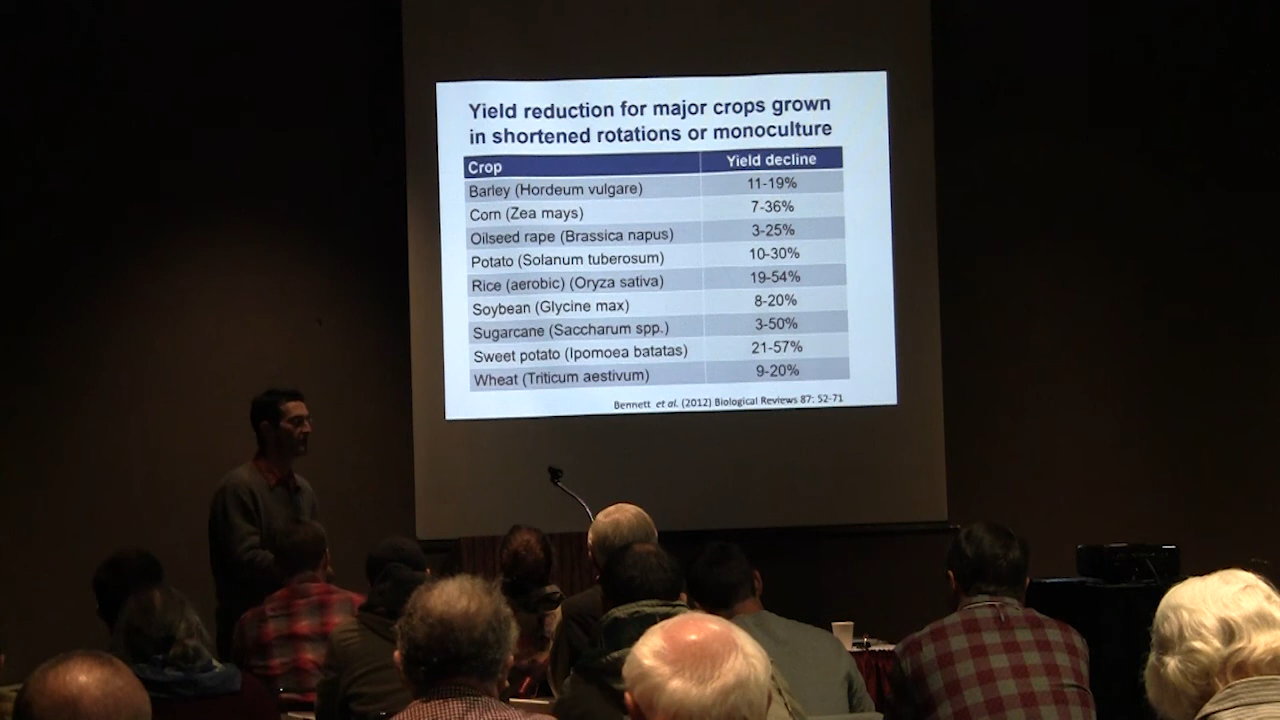 Yield reduction for major crops grown
in shortened rotations or monoculture
Crop Yield decline
Barley (Hordeum vulgare) 11-19%
Corn (Zea mays) 7-36%
Oilseed rape (Brassica napus) 3-25%
Potato (Solanum tuberosum) 10-30%
Rice (aerobic) (Oryza sativa) 19-54%
Soybean (Glycine max) 8-20%
Sugarcane (Saccharum spp.) 3-50%
Sweet potato (Ipomoea batatas) 21-57%
Wheat (Triticum aestivum) 9-20%
Bennett et al. (2012) Biological Reviews 87: 52-71